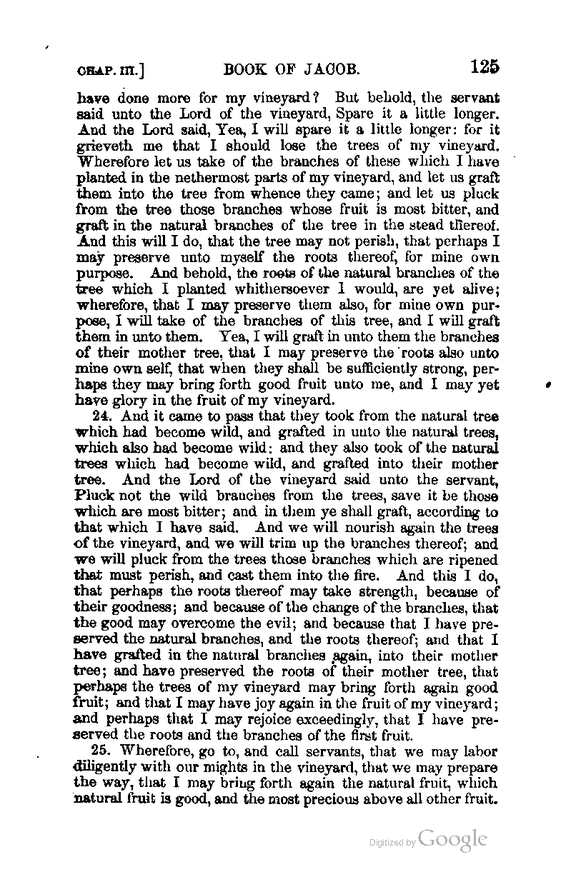 CHAP. III.] BOOK OF JACOB. 125
have done more for my vineyard? But behold, the servant
said unto the Lord of the vineyard, Spare it a little longer.
And the Lord said, Yea, I will spare it a little longer: for it
grieveth me that I should lose the trees of my vineyard.
Wherefore let us take of the branches of these which I have
planted in the nethermost parts of my vineyard, and let us graft
them into the tree from whence they came; and let us pluck
from the tree those branches whose fruit is most bitter, and
graft in the natural branches of the tree in the stead thereof.
And this will I do, that the tree may not perish, that perhaps I
may preserve unto myself the roots thereof, for mine own
purpose. And behold, the roots of the natural branches of the
tree which I planted whithersoever I would, are yet alive;
wherefore, that I may preserve them also, for mine own pur-
pose, I will take of the branches of this tree, and I will graft
them in unto them. Yea, I will graft in unto them the branches
of their mother tree, that I may preserve the roots also unto
mine own self, that when they shall be sufficiently strong, per-
haps they may bring forth good fruit unto me, and I may yet
have glory in the fruit of my vineyard.
24. And it came to pass that they took from the natural tree
which had become wild, and grafted in unto the natural trees,
which also had become wild: and they also took of the natural
trees which had become wild, and grafted into their mother
tree. And the Lord of the vineyard said unto the servant,
Pluck not the wild branches from the trees, save it be those
which are most bitter; and in them ye shall graft, according to
that which I have said. And we will nourish again the trees
of the vineyard, and we will trim up the branches thereof; and
we will pluck from the trees those branches which are ripened
that must perish, and cast them into the fire. And this I do,
that perhaps the roots thereof may take strength, because of
their goodness; and because of the change of the branches, that
the good may overcome the evil; and because that I have pre-
served the natural branches, and the roots thereof; and that I
have grafted in the natural branches again, into their mother
tree; and have preserved the roots of their mother tree, that
perhaps the trees of my vineyard may bring forth again good
fruit; and that I may have joy again in the fruit of my vineyard;
and perhaps that I may rejoice exceedingly, that I have pre-
served the roots and the branches of the first fruit.
25. Wherefore, go to, and call servants, that we may labor
diligently with our mights in the vineyard, that we may prepare
the way, that I may bring forth again the natural fruit, which
natural fruit is good, and the most precious above all other fruit.
Digitized by Google